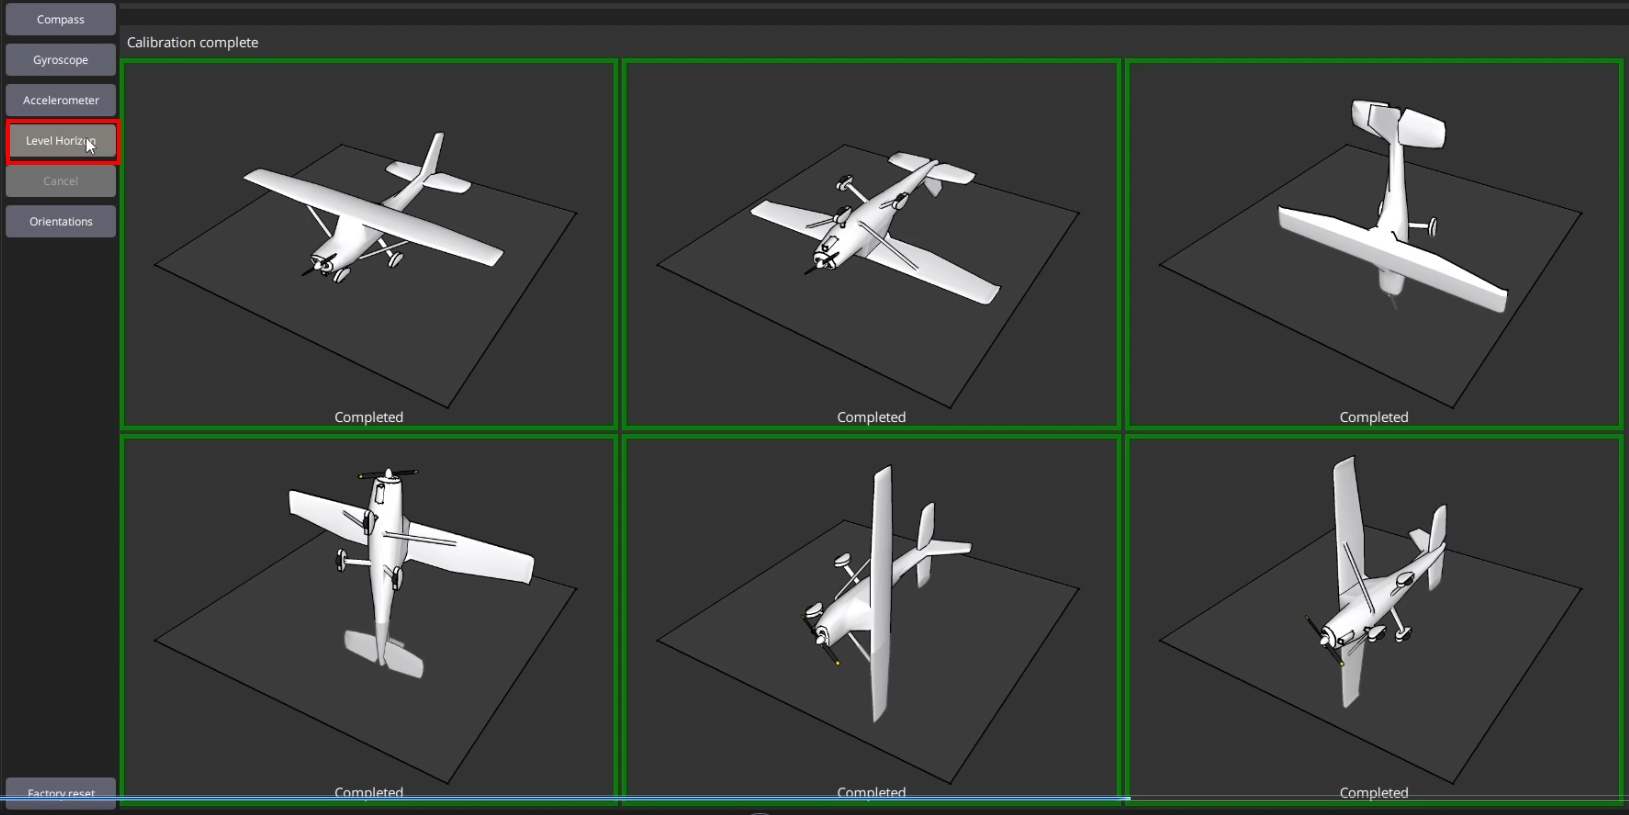 Compass
Gyroscope
Accelerometer
Level Horizon
Cancel
Orientations
Factory reset
Calibration complete
Completed
Completed
Completed
Completed
Completed
Completed